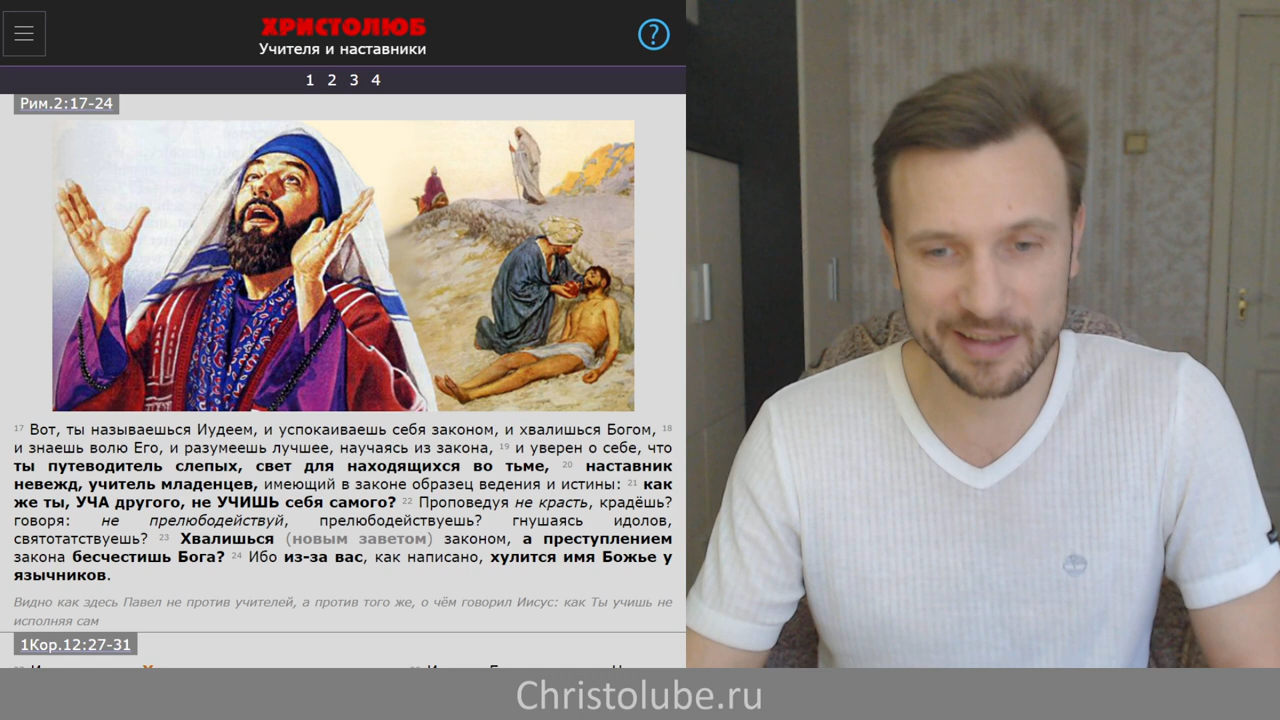 ХРИСТОЛЮБ
Учителя и наставники
?
1 2 3 4
Рим.2:17-24
17 Вот, ты называешься Иудеем, и успокаиваешь себя законом, и хвалишься Богом, 18
и знаешь волю Его, и разумеешь лучшее, научаясь из закона, 19 и уверен о себе, что
ты путеводитель слепых, свет для находящихся во тьме, 20 наставник
невежд, учитель младенцев, имеющий в законе образец ведения и истины: 21 как
же ты, УЧА другого, не УЧИШЬ себя самого? 22 Проповедуя не красть, крадёшь?
говоря: не прелюбодействуй, прелюбодействуешь? гнушаясь идолов,
святотатствуешь? 23 Хвалишься (новым заветом) законом, а преступлением
закона бесчестишь Бога? 24 Ибо из-за вас, как написано, хулится имя Божье у
язычников.
Видно как здесь Павел не против учителей, а против того же, о чём говорил Иисус: как Ты учишь не
исполняя сам
1Кор.12:27-31
Christolube.ru